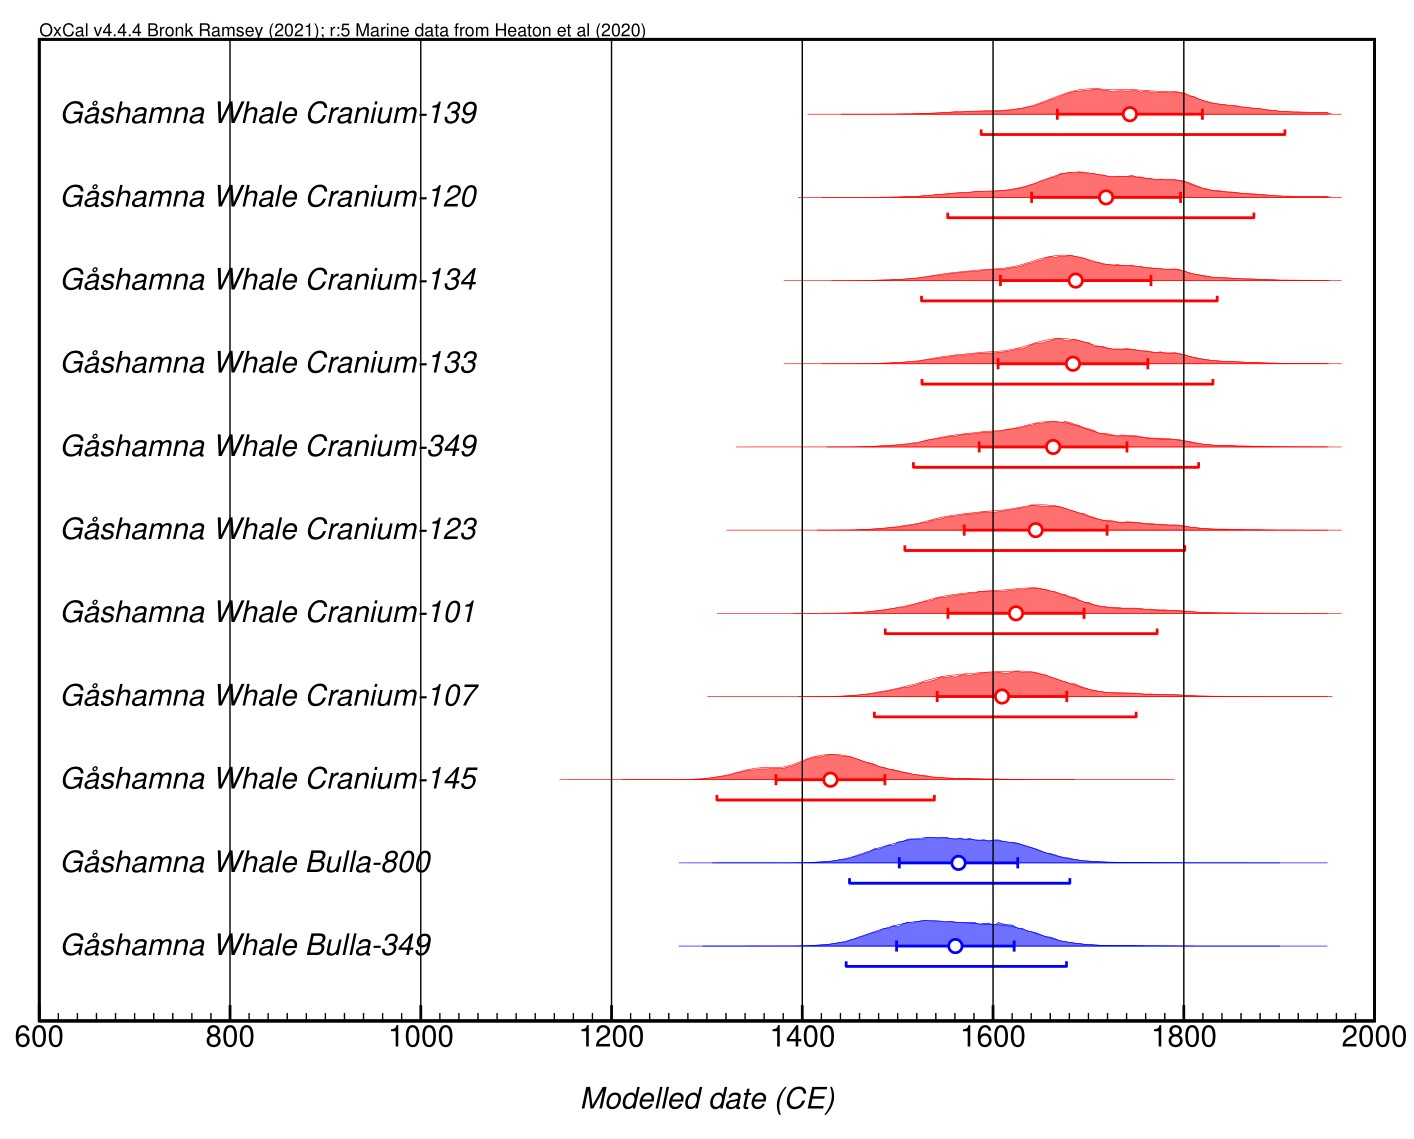 OxCal v4.4.4 Bronk Ramsey (2021); r:5 Marine data from Heaton et al (2020)
Gåshamna Whale Cranium-139
Gåshamna Whale Cranium-120
Gåshamna Whale Cranium-134
Gåshamna Whale Cranium-133
Gåshamna Whale Cranium-349
Gåshamna Whale Cranium-123
Gåshamna Whale Cranium-101
Gåshamna Whale Cranium-107
Gåshamna Whale Cranium-145
Gåshamna Whale Bulla-800
Gåshamna Whale Bulla-349
600 800 1000 1200 1400 1600 1800 2000
Modelled date (CE)